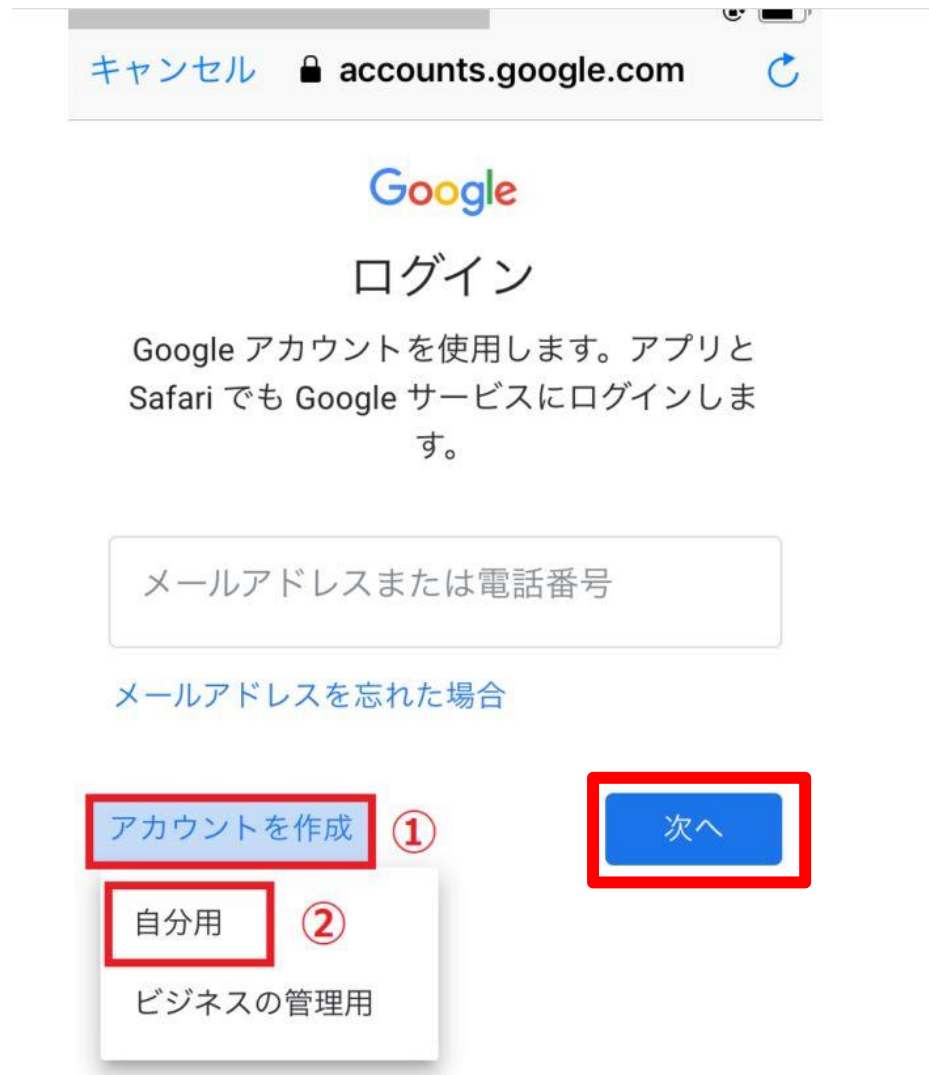 キャンセル accounts.google.com
Google
ログイン
Google アカウントを使用します。アプリと
Safari でも Google サービスにログインしま
す。
メールアドレスまたは電話番号
メールアドレスを忘れた場合
アカウントを作成 ① 次へ
自分用 ②
ビジネスの管理用